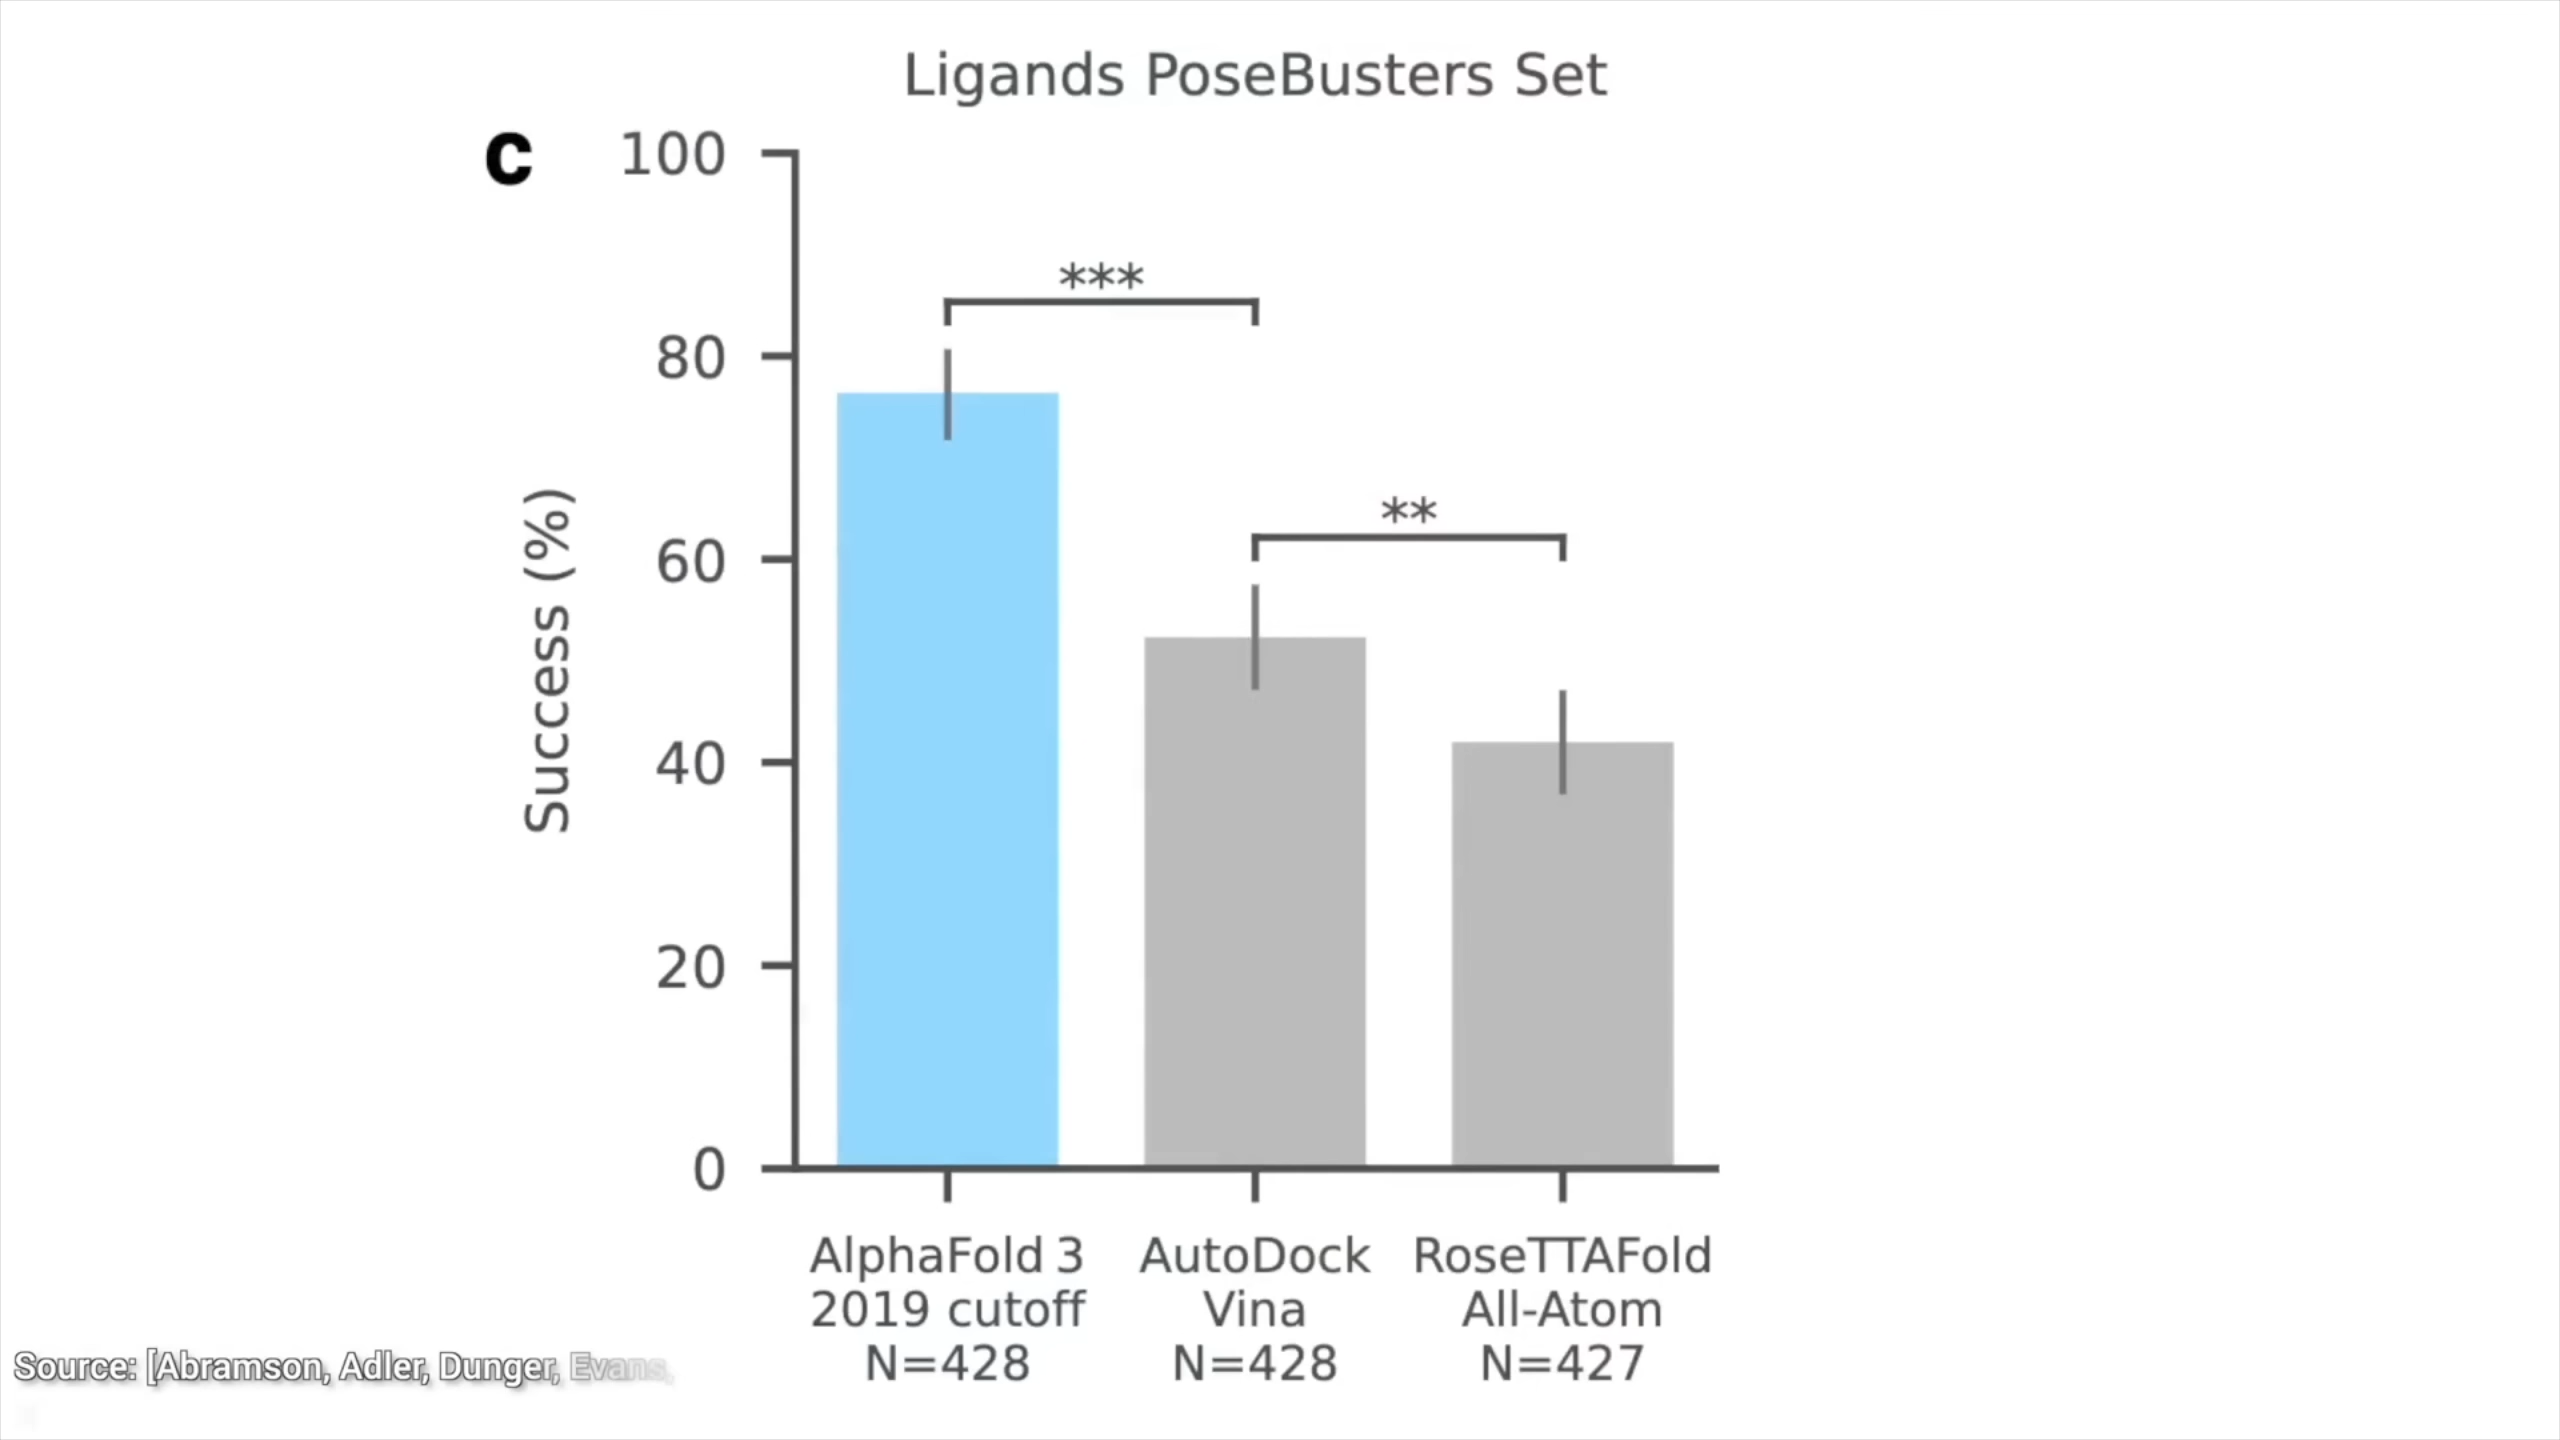 Ligands PoseBusters Set
c
100
80
60
40
20
0
Success (%)
***
**
AlphaFold 3
2019 cutoff
N=428
AutoDock
Vina
N=428
RoseTTAFold
All-Atom
N=427
Source: [Abramson, Adler, Dunger, Evans,